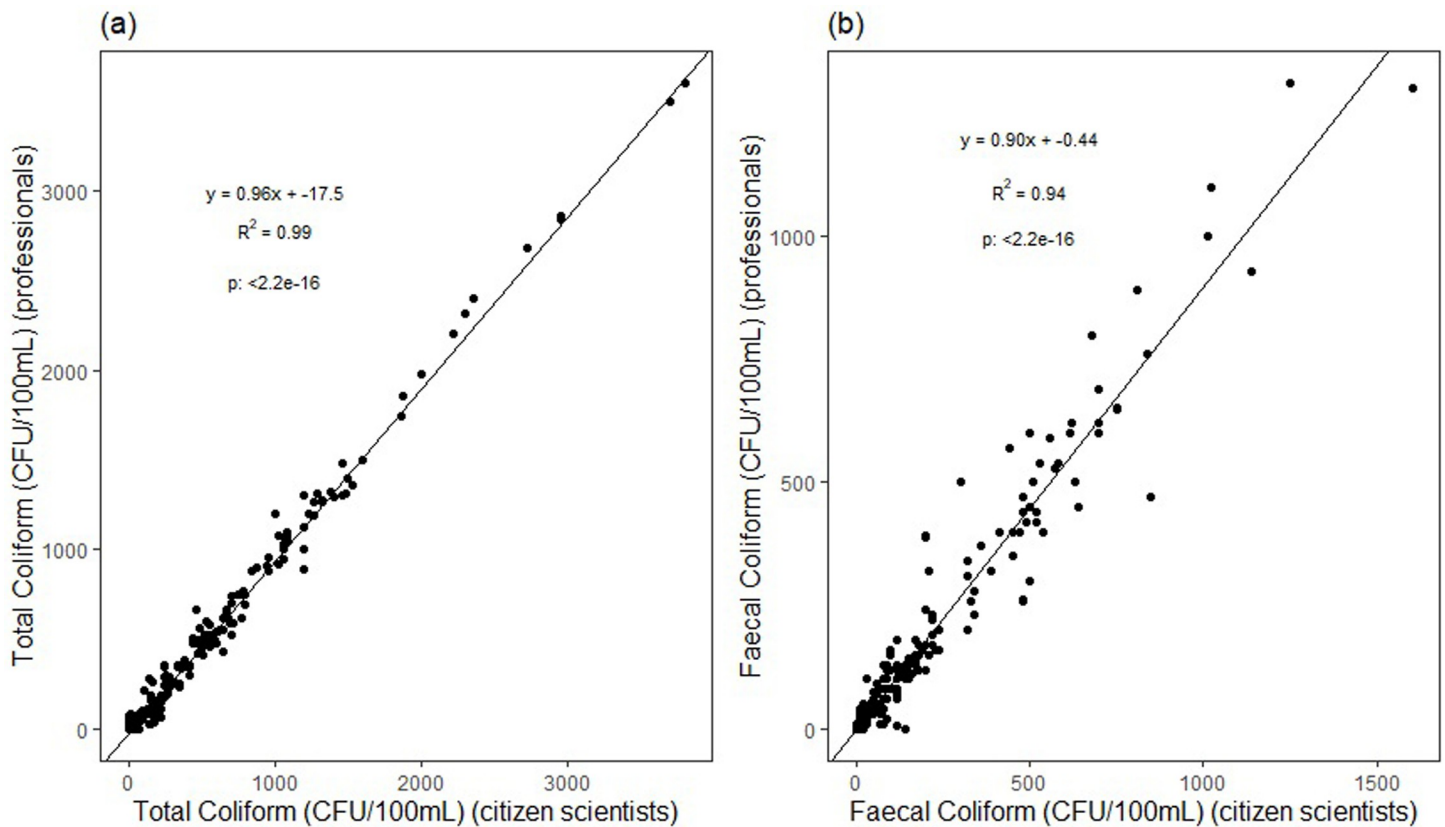 (a)
Total Coliform (CFU/100mL) (professionals)
3000
2000
1000
0
y = 0.96x + -17.5
R² = 0.99
p: <2.2e-16
0 1000 2000 3000
Total Coliform (CFU/100mL) (citizen scientists)
(b)
Faecal Coliform (CFU/100mL) (professionals)
1000
500
0
y = 0.90x + -0.44
R² = 0.94
p: <2.2e-16
0 500 1000 1500
Faecal Coliform (CFU/100mL) (citizen scientists)